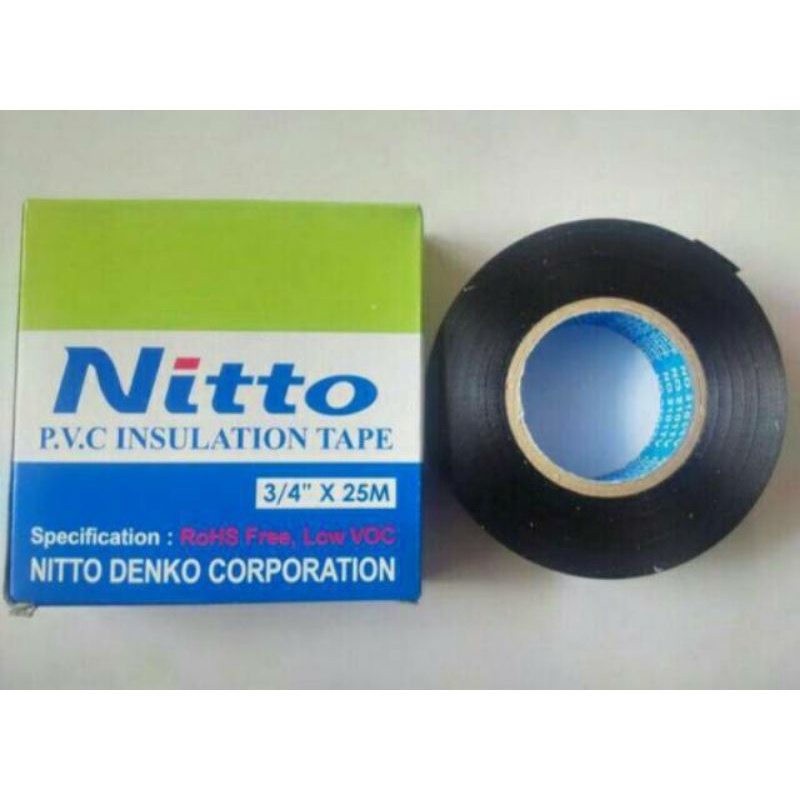 Nitto
P.V.C INSULATION TAPE
3/4" X 25M
Specification : RoHS Free, Low VOC
NITTO DENKO CORPORATION